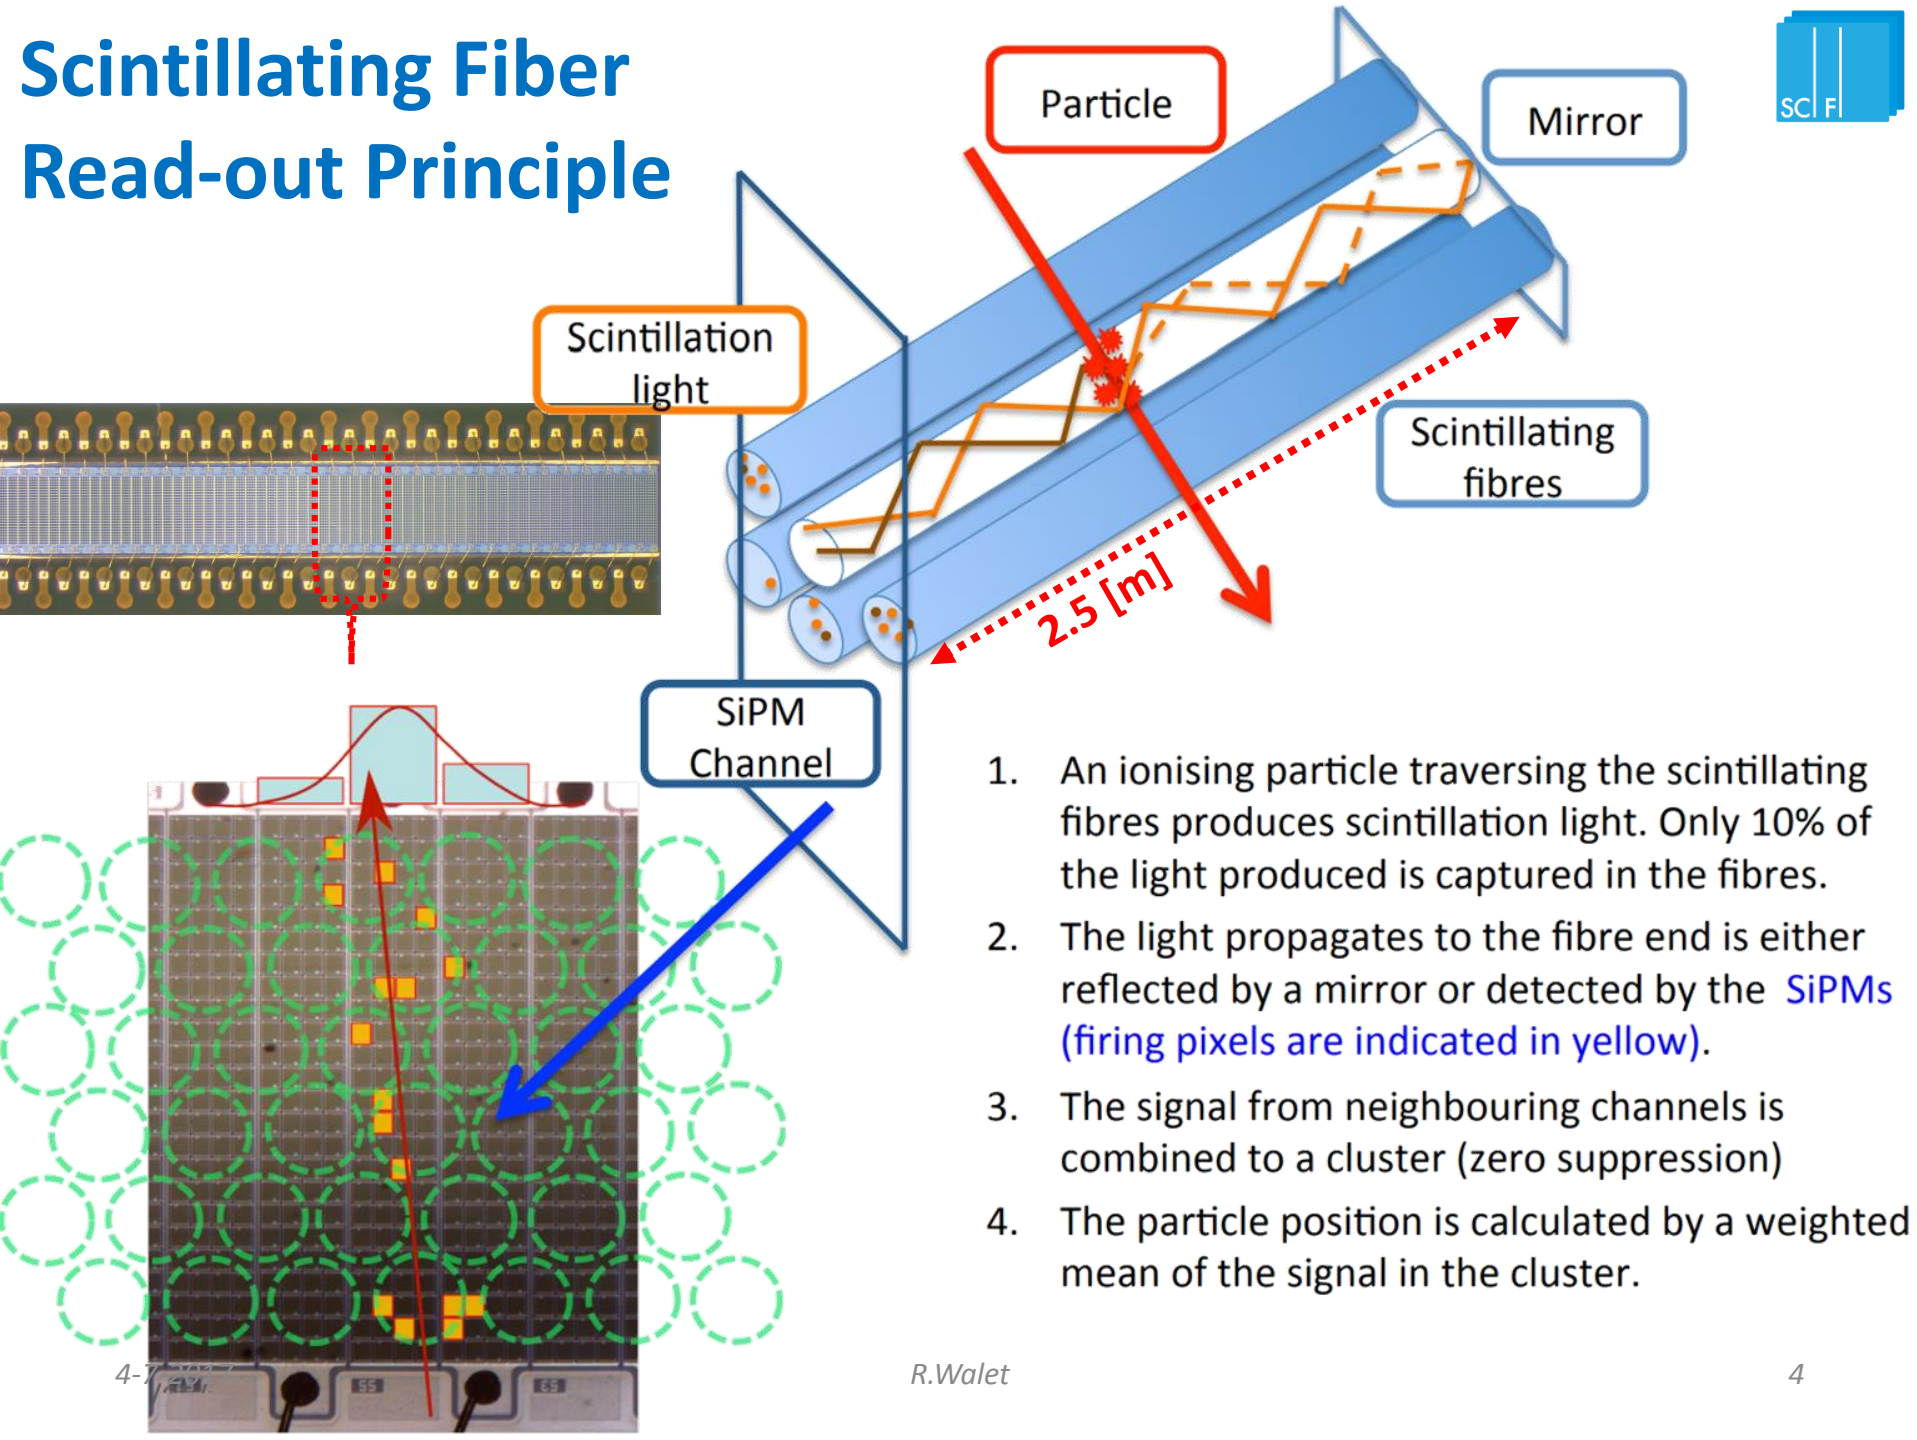 Scintillating Fiber
Read-out Principle
Particle
Mirror
SC F
Scintillation
light
Scintillating
fibres
2.5 [m]
SiPM
Channel
1. An ionising particle traversing the scintillating
fibres produces scintillation light. Only 10% of
the light produced is captured in the fibres.
2. The light propagates to the fibre end is either
reflected by a mirror or detected by the SiPMs
(firing pixels are indicated in yellow).
3. The signal from neighbouring channels is
combined to a cluster (zero suppression)
4. The particle position is calculated by a weighted
mean of the signal in the cluster.
4-7-2017
R.Walet
4